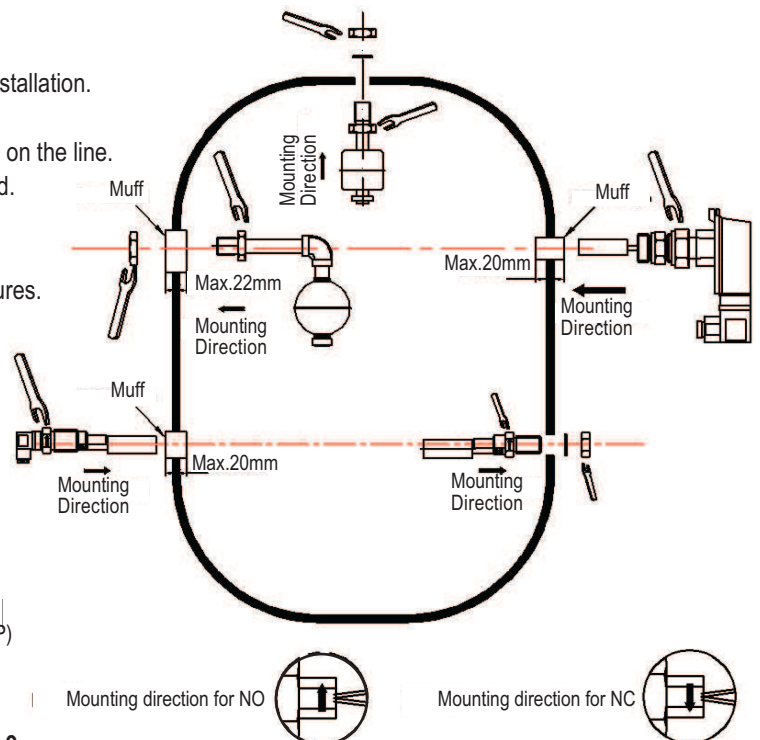 stallation.
on the line.
d.
ures.
Mounting
Direction
Muff
Max.22mm
Mounting
Direction
Muff
Max.20mm
Mounting
Direction
Muff
Max.20mm
Mounting
Direction
Mounting
Direction
P)
Mounting direction for NO
Mounting direction for NC